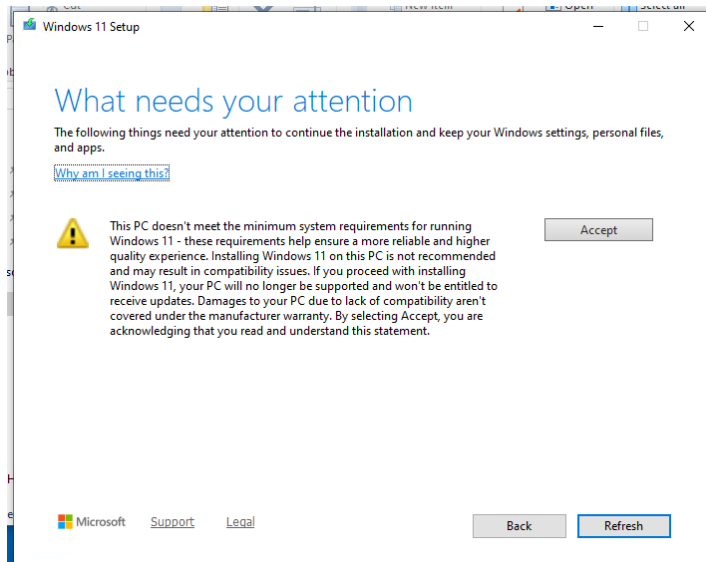 Cut
New item
Open
Select all
Windows 11 Setup
What needs your attention
The following things need your attention to continue the installation and keep your Windows settings, personal files,
and apps.
Why am I seeing this?
This PC doesn't meet the minimum system requirements for running
Windows 11 - these requirements help ensure a more reliable and higher
quality experience. Installing Windows 11 on this PC is not recommended
and may result in compatibility issues. If you proceed with installing
Windows 11, your PC will no longer be supported and won't be entitled to
receive updates. Damages to your PC due to lack of compatibility aren't
covered under the manufacturer warranty. By selecting Accept, you are
acknowledging that you read and understand this statement.
Accept
Microsoft
Support
Legal
Back
Refresh